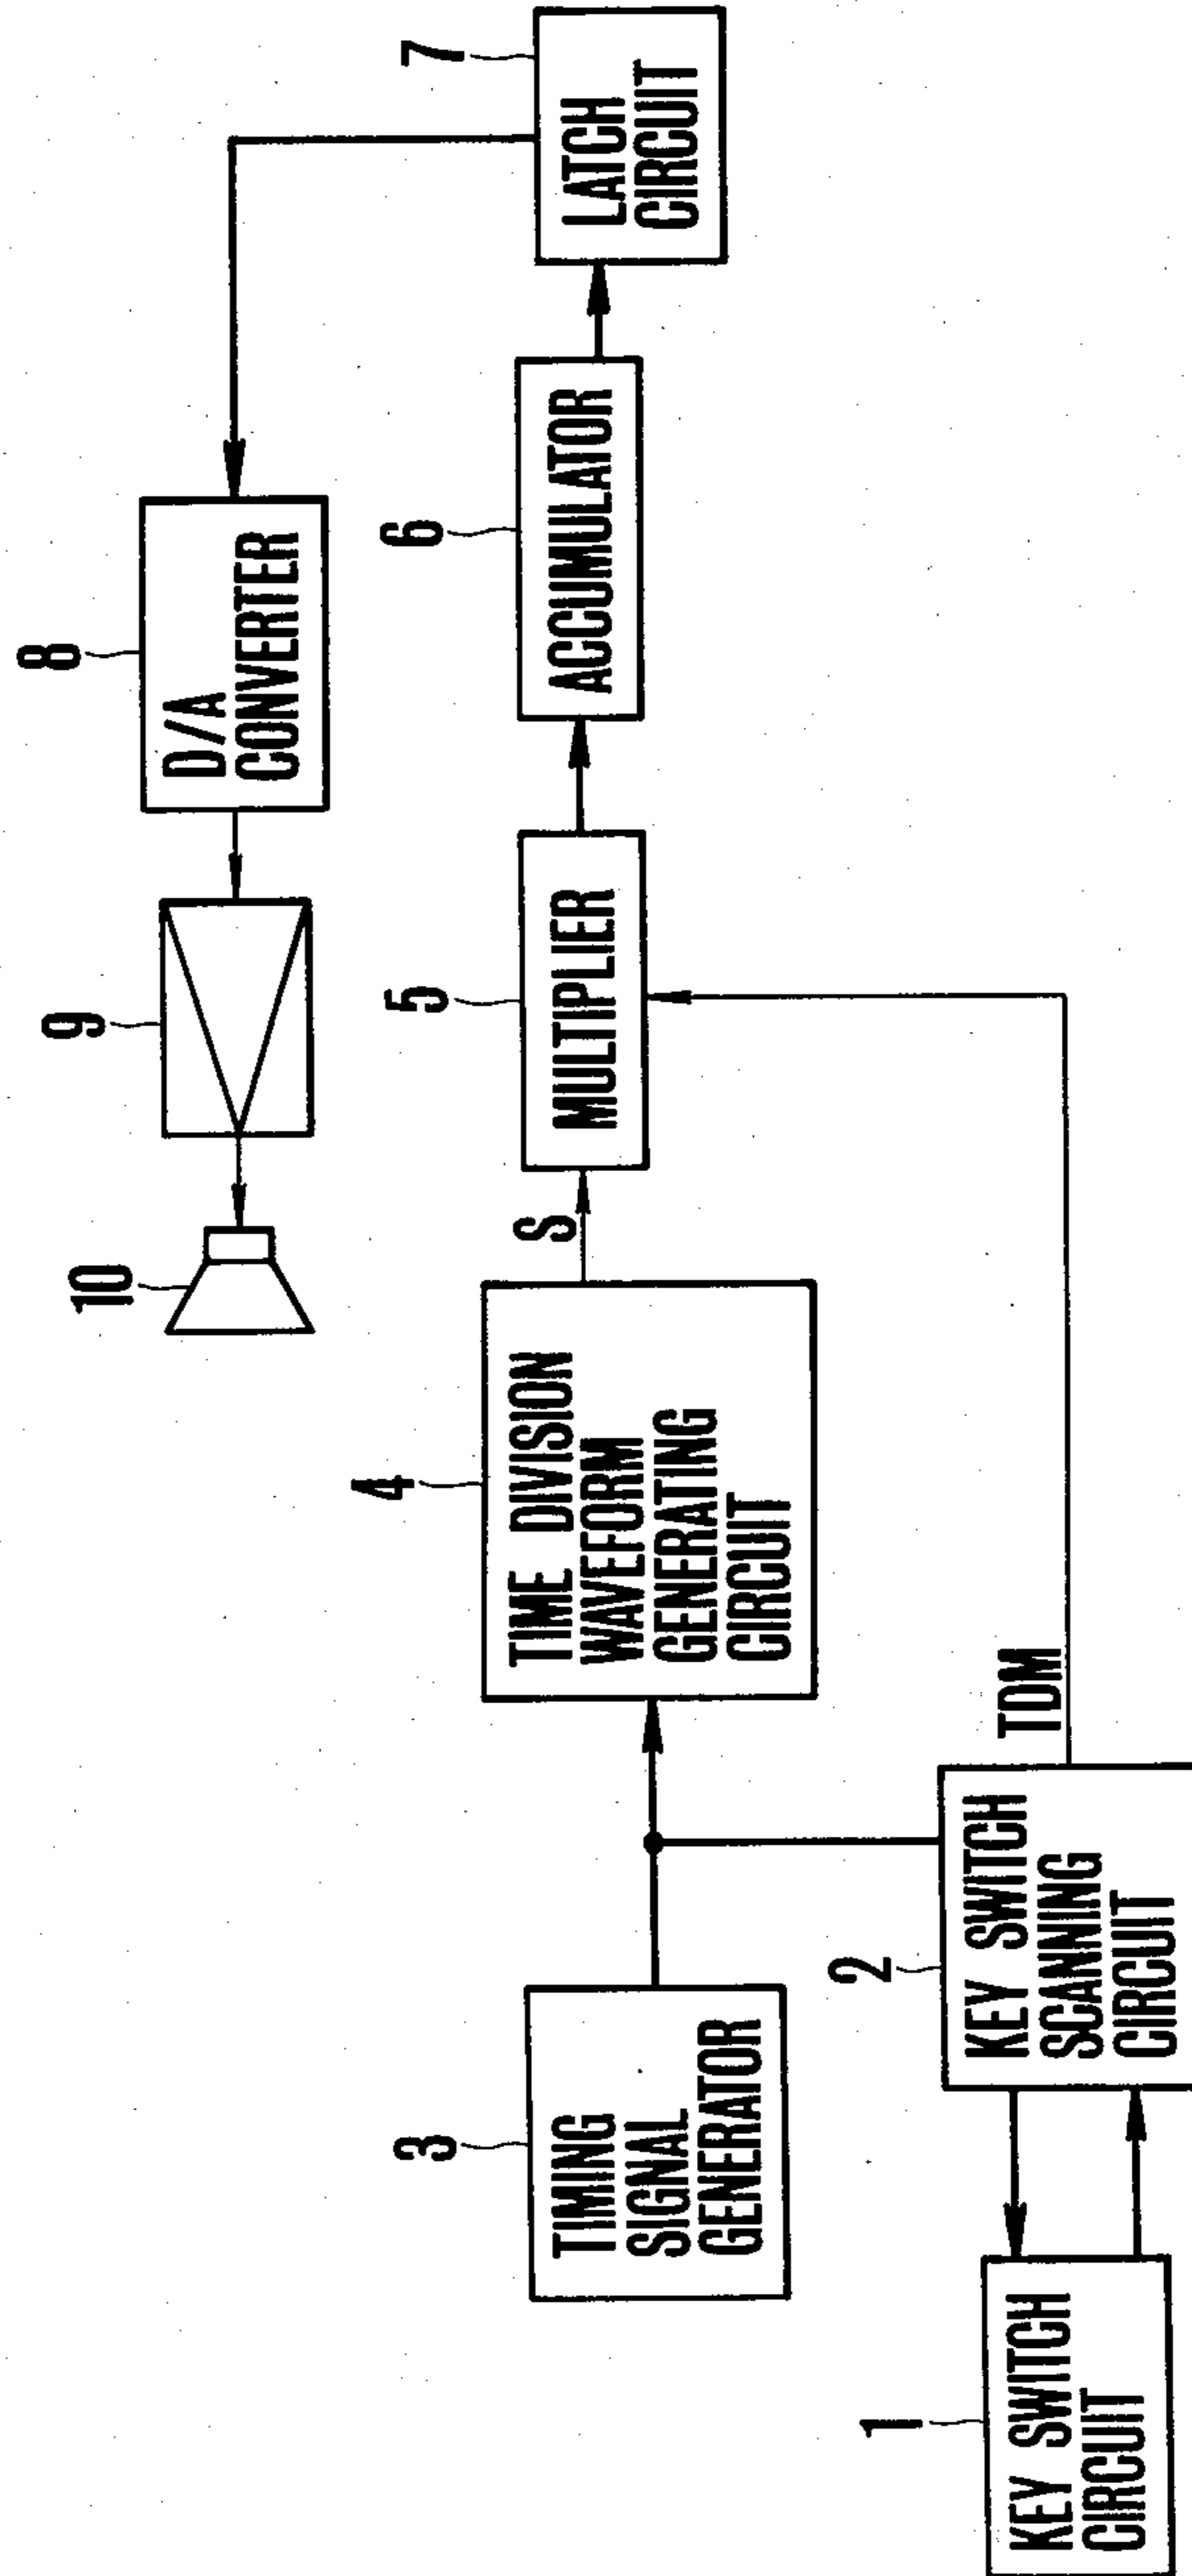 1
KEY SWITCH
CIRCUIT
2
KEY SWITCH
SCANNING
CIRCUIT
TDM
3
TIMING
SIGNAL
GENERATOR
4
TIME DIVISION
WAVEFORM
GENERATING
CIRCUIT
S
5
MULTIPLIER
6
ACCUMULATOR
7
LATCH
CIRCUIT
8
D/A
CONVERTER
9
10